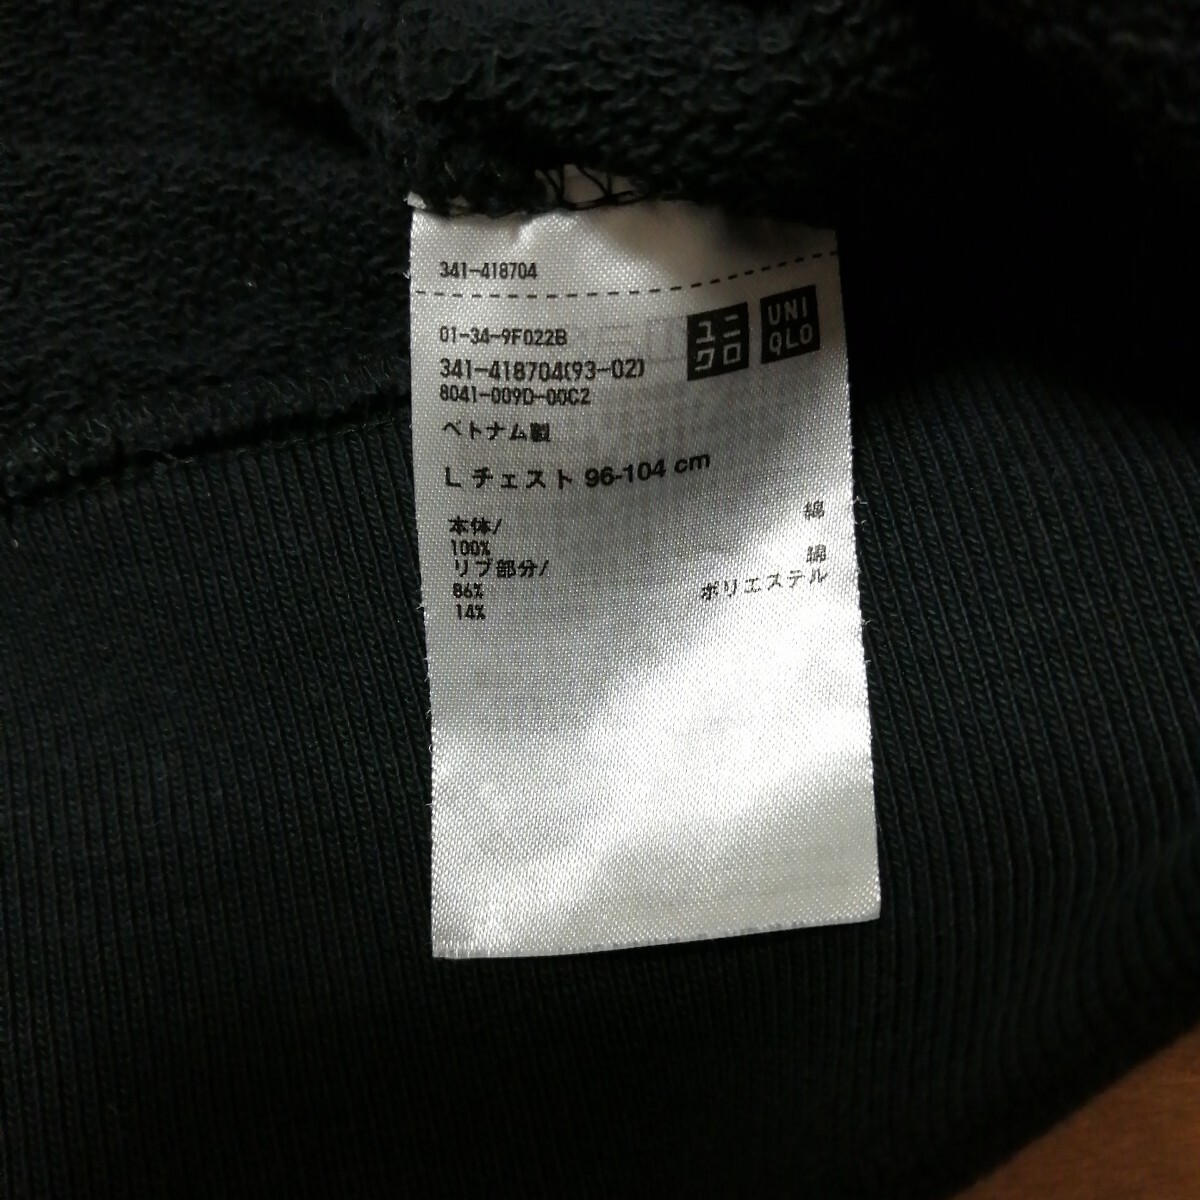 341-418704
01-34-9F022B
ユニ
クロ
UNI
QLO
341-418704(93-02)
8041-009D-00C2
ベトナム製
L チェスト 96-104 cm
本体/
100% 綿
リブ部分/
86% 綿
14% ポリエステル